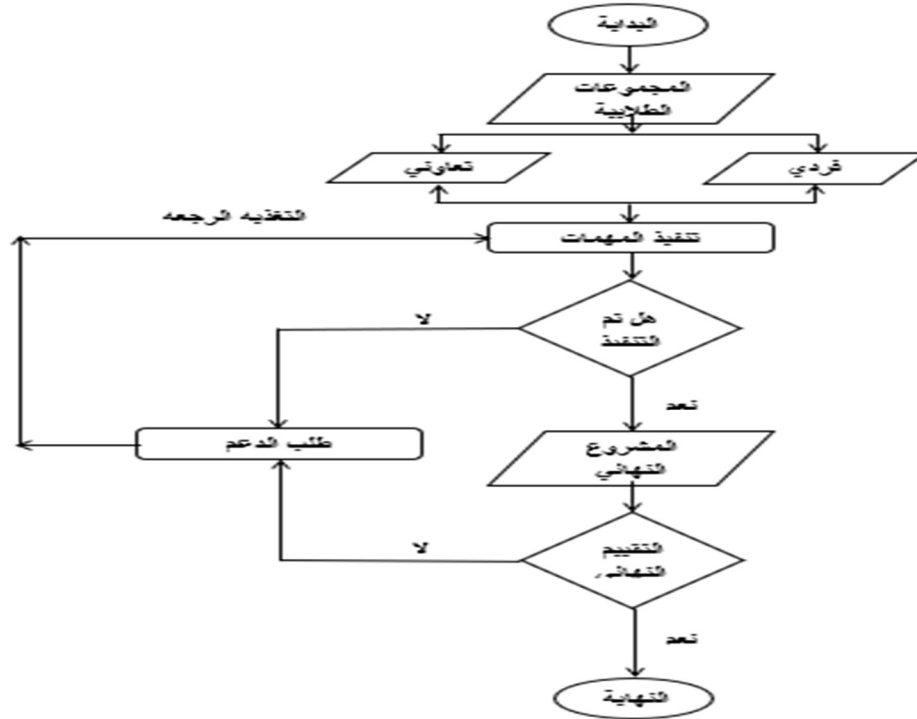 البداية
المجموعات
الطلابية
فردي
تعاوني
التغذيه الرجعه
تنفيذ المهمات
هل تم
التنفيذ
لا
نعم
طلب الدعم
المشروع
النهائي
لا
التقييم
النهائي
نعم
النهاية